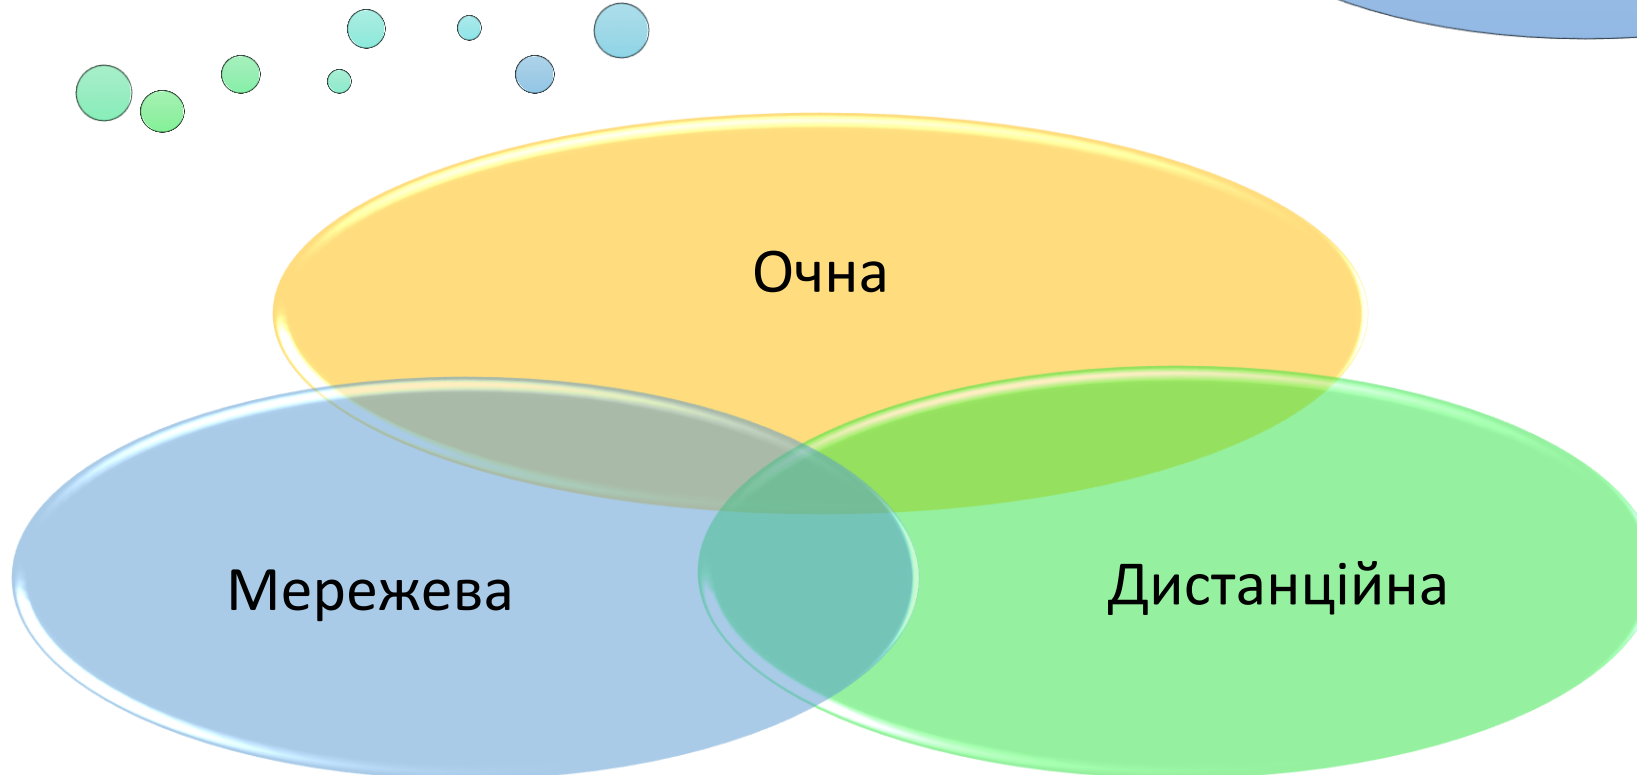 Очна
Мережева
Дистанційна